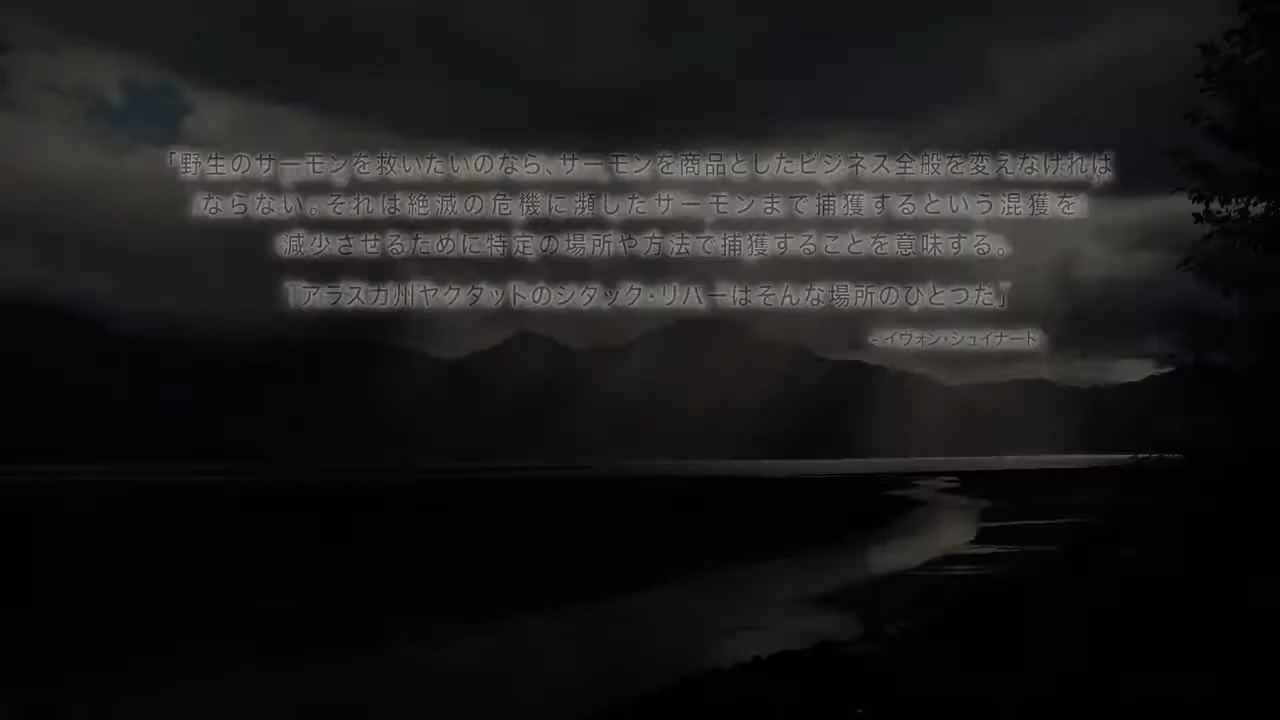 「野生のサーモンを救いたいのなら、サーモンを商品としたビジネス全般を変えなければ
ならない。それは絶滅の危機に瀕したサーモンまで捕獲するという混獲を
減少させるために特定の場所や方法で捕獲することを意味する。
「アラスカ州ヤクタットのシタック・リバーはそんな場所のひとつだ」
– イヴォン・シュイナード